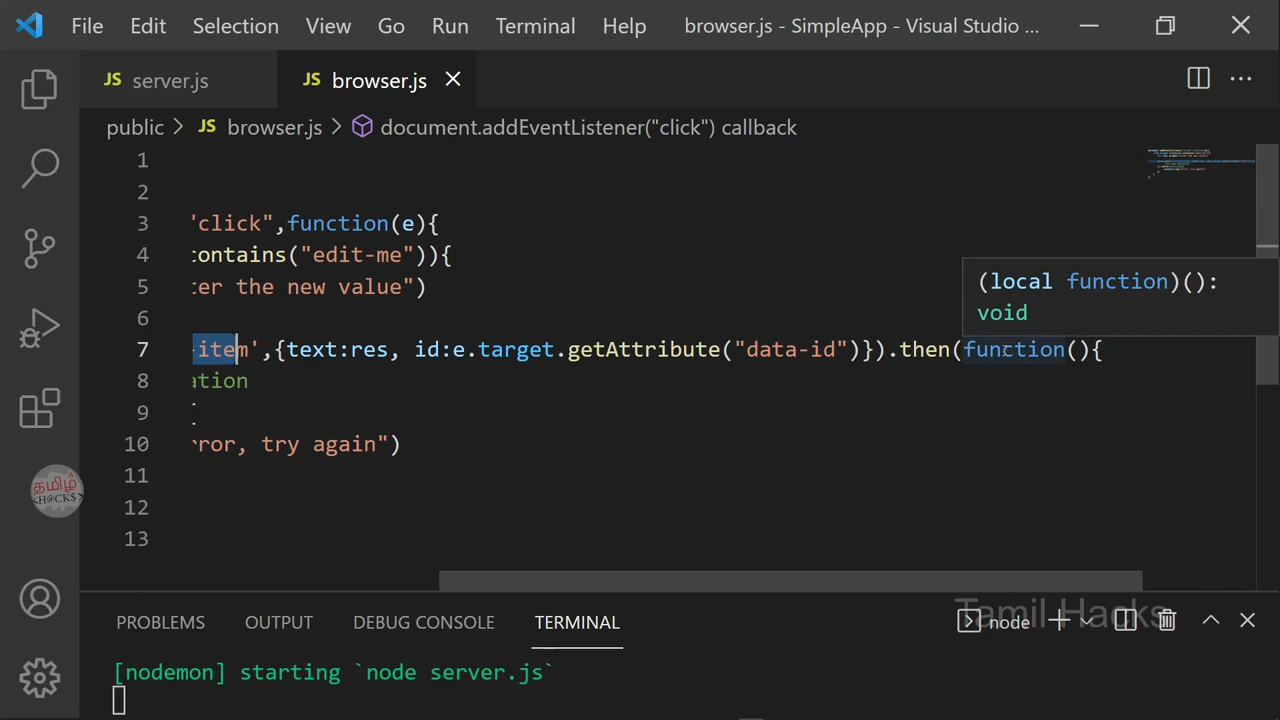 File Edit Selection View Go Run Terminal Help browser.js - SimpleApp - Visual Studio ...
JS server.js JS browser.js
public > JS browser.js > document.addEventListener("click") callback
1
2
3 "click",function(e){
4 contains("edit-me")){
5 ter the new value")
6
7 -item',{text:res, id:e.target.getAttribute("data-id")}).then(function(){
8 ation
9
10 rror, try again")
11
12
13
(local function)():
void
தமிழ்
<H@CK$>
PROBLEMS OUTPUT DEBUG CONSOLE TERMINAL node
Tamil Hacks
[nodemon] starting `node server.js`